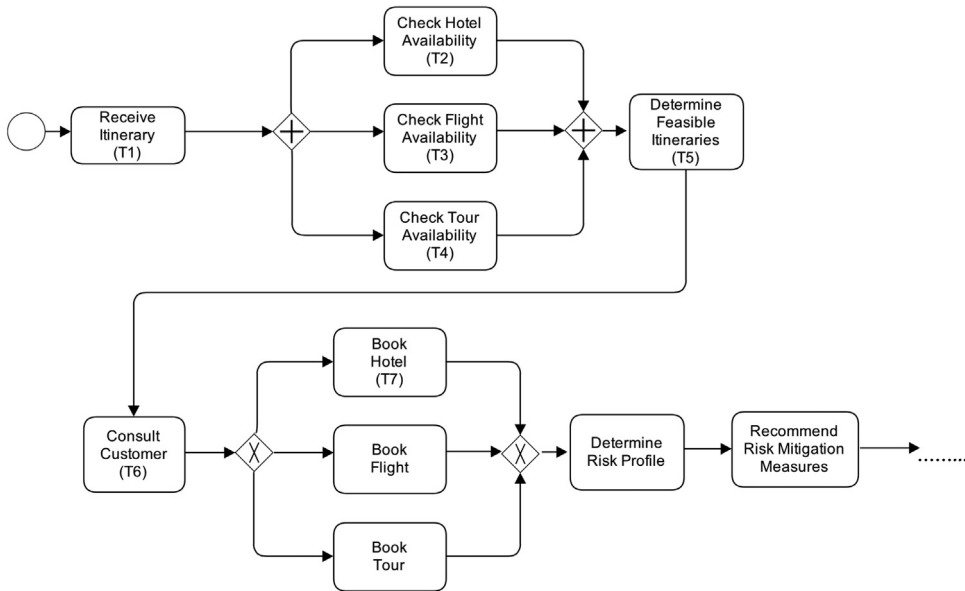 Check Hotel
Availability
(T2)
Receive
Itinerary
(T1)
Check Flight
Availability
(T3)
Determine
Feasible
Itineraries
(T5)
Check Tour
Availability
(T4)
Book
Hotel
(T7)
Consult
Customer
(T6)
Book
Flight
Determine
Risk Profile
Recommend
Risk Mitigation
Measures
.........
Book
Tour